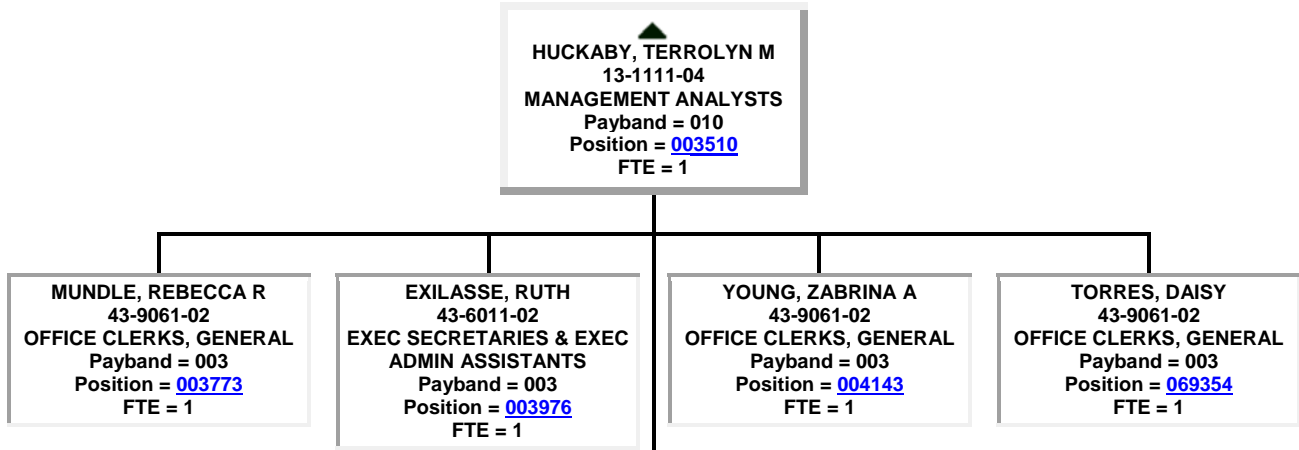 HUCKABY, TERROLYN M
13-1111-04
MANAGEMENT ANALYSTS
Payband = 010
Position = 003510
FTE = 1
MUNDLE, REBECCA R
43-9061-02
OFFICE CLERKS, GENERAL
Payband = 003
Position = 003773
FTE = 1
EXILASSE, RUTH
43-6011-02
EXEC SECRETARIES & EXEC
ADMIN ASSISTANTS
Payband = 003
Position = 003976
FTE = 1
YOUNG, ZABRINA A
43-9061-02
OFFICE CLERKS, GENERAL
Payband = 003
Position = 004143
FTE = 1
TORRES, DAISY
43-9061-02
OFFICE CLERKS, GENERAL
Payband = 003
Position = 069354
FTE = 1